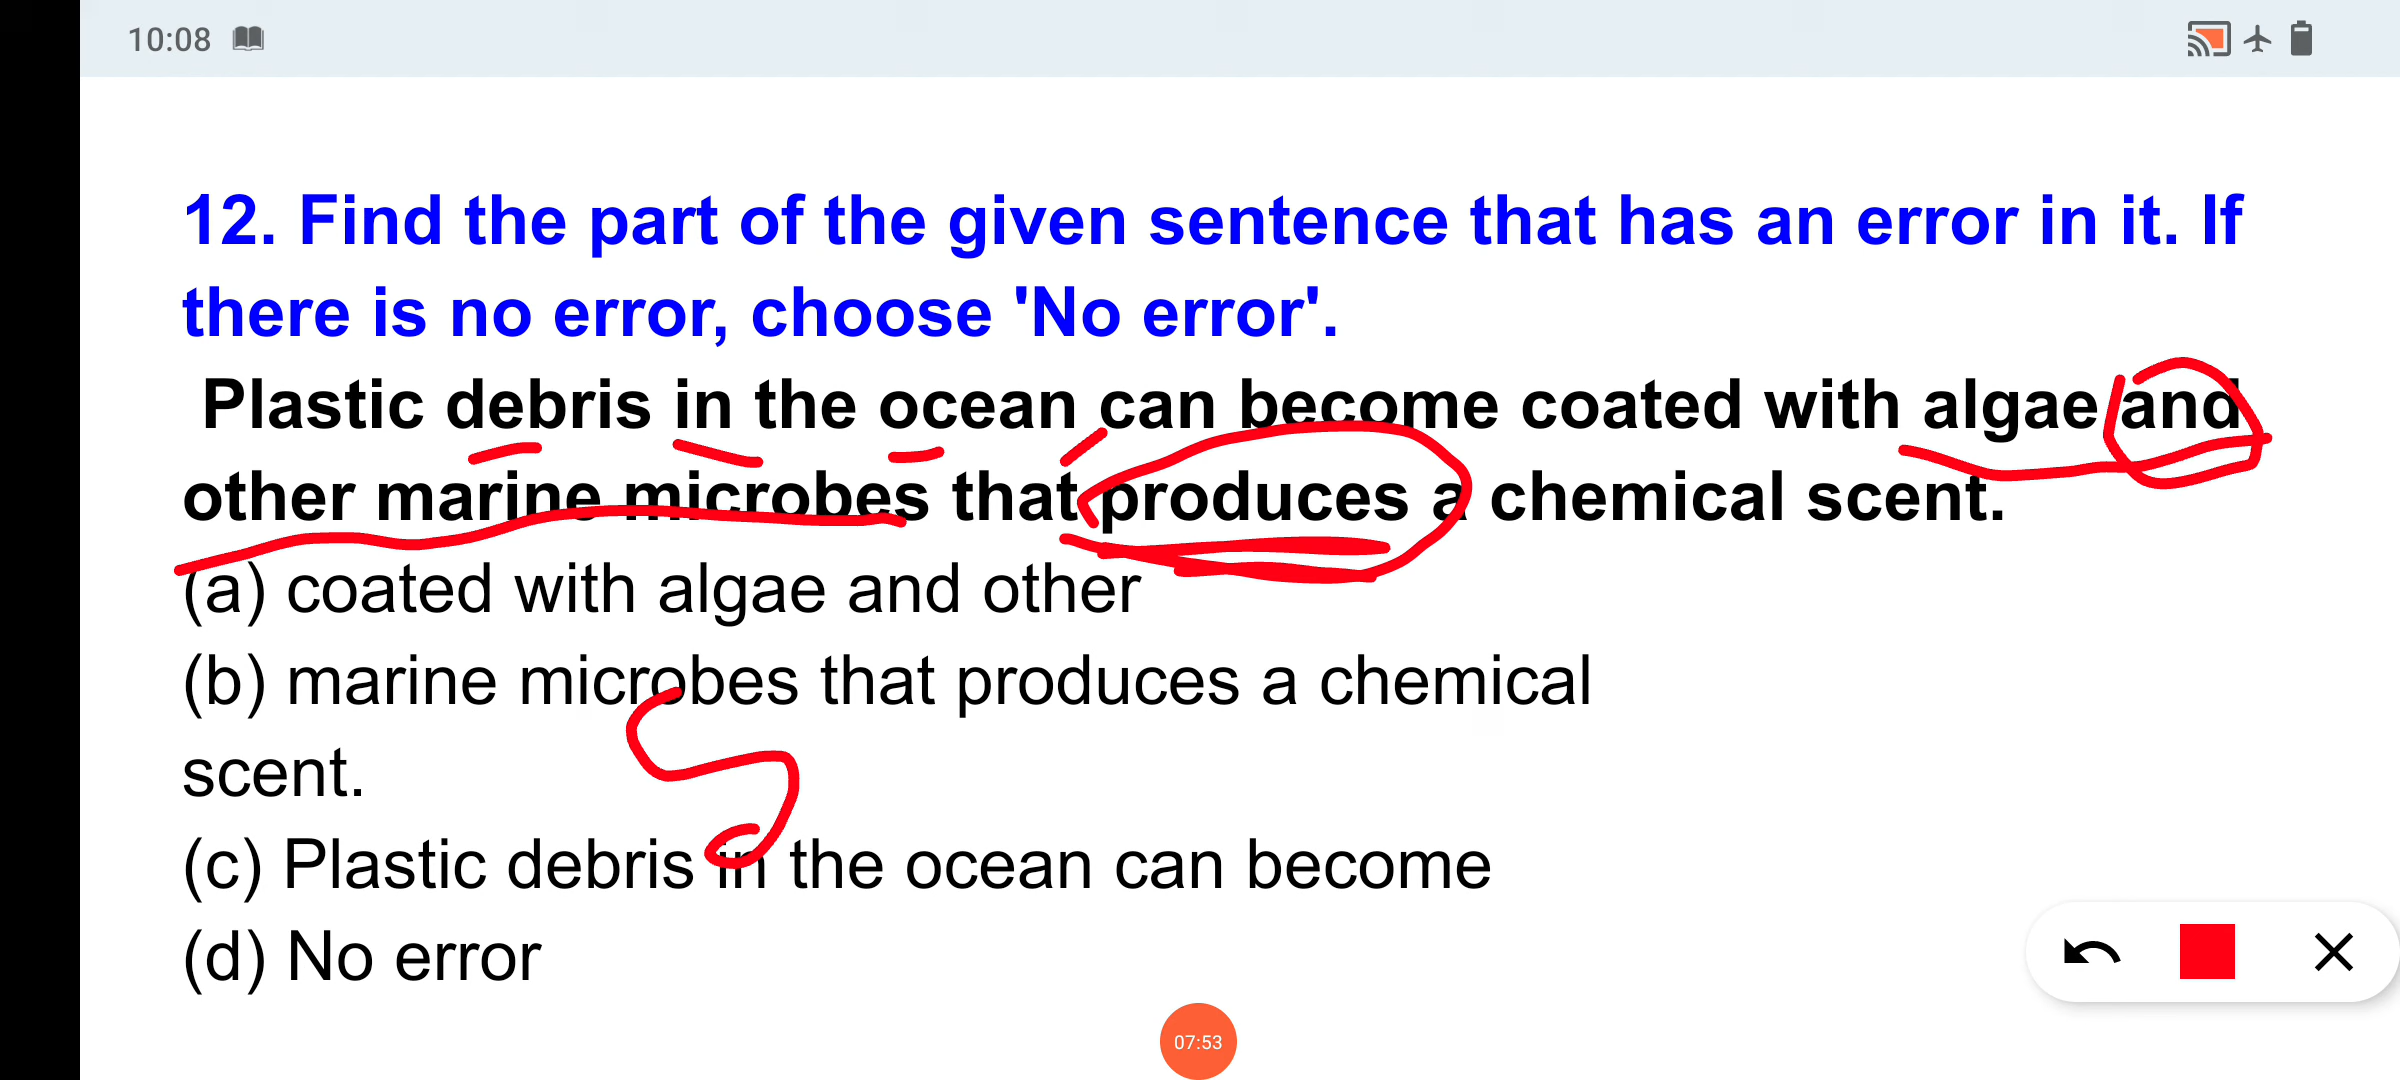 10:08
12. Find the part of the given sentence that has an error in it. If
there is no error, choose 'No error'.
Plastic debris in the ocean can become coated with algae and
other marine microbes that produces a chemical scent.
(a) coated with algae and other
(b) marine microbes that produces a chemical
scent.
(c) Plastic debris in the ocean can become
(d) No error
07:53